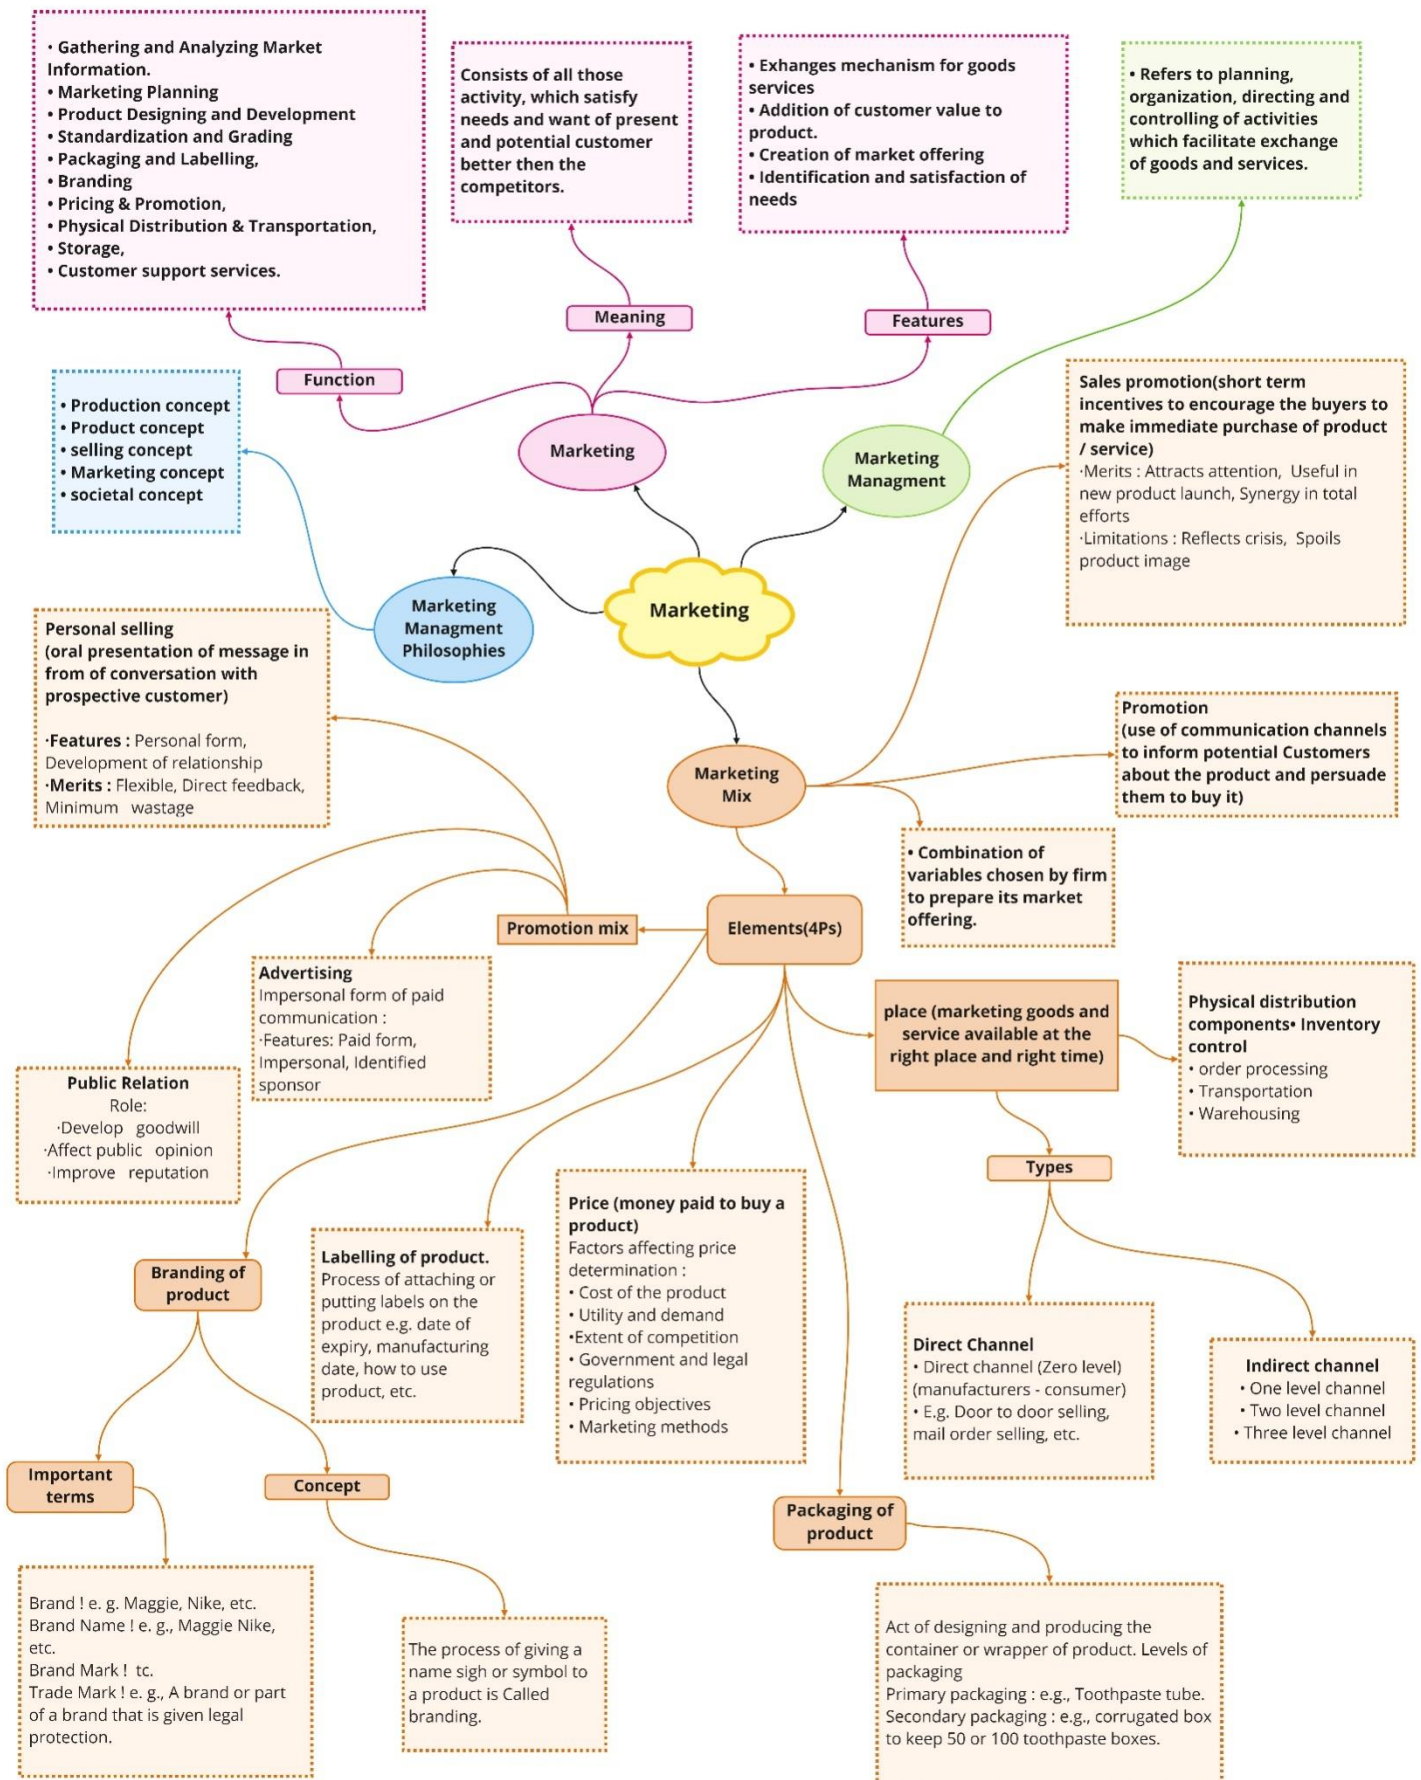 • Gathering and Analyzing Market
Information.
• Marketing Planning
• Product Designing and Development
• Standardization and Grading
• Packaging and Labelling,
• Branding
• Pricing & Promotion,
• Physical Distribution & Transportation,
• Storage,
• Customer support services.
Consists of all those
activity, which satisfy
needs and want of present
and potential customer
better then the
competitors.
• Exhanges mechanism for goods
services
• Addition of customer value to
product.
• Creation of market offering
• Identification and satisfaction of
needs
• Refers to planning,
organization, directing and
controlling of activities
which facilitate exchange
of goods and services.
Meaning
Features
Function
• Production concept
• Product concept
• selling concept
• Marketing concept
• societal concept
Marketing
Marketing
Managment
Sales promotion(short term
incentives to encourage the buyers to
make immediate purchase of product
/ service)
·Merits : Attracts attention, Useful in
new product launch, Synergy in total
efforts
·Limitations : Reflects crisis, Spoils
product image
Marketing
Managment
Philosophies
Marketing
Personal selling
(oral presentation of message in
from of conversation with
prospective customer)
·Features : Personal form,
Development of relationship
·Merits : Flexible, Direct feedback,
Minimum wastage
Marketing
Mix
Promotion
(use of communication channels
to inform potential Customers
about the product and persuade
them to buy it)
• Combination of
variables chosen by firm
to prepare its market
offering.
Promotion mix
Elements(4Ps)
Advertising
Impersonal form of paid
communication :
·Features: Paid form,
Impersonal, Identified
sponsor
place (marketing goods and
service available at the
right place and right time)
Physical distribution
components• Inventory
control
• order processing
• Transportation
• Warehousing
Public Relation
Role:
·Develop goodwill
·Affect public opinion
·Improve reputation
Types
Branding of
product
Labelling of product.
Process of attaching or
putting labels on the
product e.g. date of
expiry, manufacturing
date, how to use
product, etc.
Price (money paid to buy a
product)
Factors affecting price
determination :
• Cost of the product
• Utility and demand
•Extent of competition
• Government and legal
regulations
• Pricing objectives
• Marketing methods
Direct Channel
• Direct channel (Zero level)
(manufacturers - consumer)
• E.g. Door to door selling,
mail order selling, etc.
Indirect channel
• One level channel
• Two level channel
• Three level channel
Important
terms
Concept
Packaging of
product
Brand ! e. g. Maggie, Nike, etc.
Brand Name ! e. g., Maggie Nike,
etc.
Brand Mark ! tc.
Trade Mark ! e. g., A brand or part
of a brand that is given legal
protection.
The process of giving a
name sigh or symbol to
a product is Called
branding.
Act of designing and producing the
container or wrapper of product. Levels of
packaging
Primary packaging : e.g., Toothpaste tube.
Secondary packaging : e.g., corrugated box
to keep 50 or 100 toothpaste boxes.